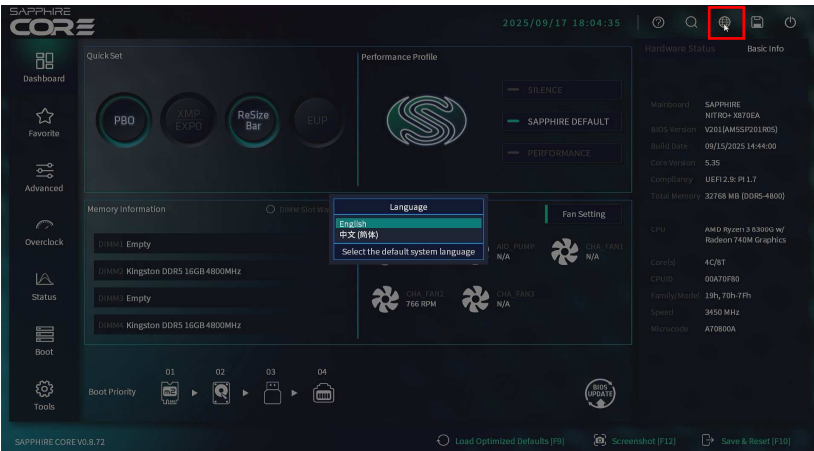 SAPPHIRE
CORE
2025/09/17 18:04:35
Dashboard
Favorite
Advanced
Overclock
Status
Boot
Tools
Quick Set
PBO
XMP
EXPO
ReSize
Bar
EUP
Performance Profile
SILENCE
SAPPHIRE DEFAULT
PERFORMANCE
Memory Information
DIMM Slot Wa
DIMM1 Empty
DIMM2 Kingston DDR5 16GB 4800MHz
DIMM3 Empty
DIMM4 Kingston DDR5 16GB 4800MHz
Language
English
中文 (简体)
Select the default system language
Fan Setting
AIO_PUMP
N/A
CHA_FAN1
N/A
CHA_FAN2
766 RPM
CHA_FAN3
N/A
Boot Priority
01
02
03
04
m2
BIOS
UPDATE
Hardware Status
Basic Info
Mainboard SAPPHIRE
NITRO+ X870EA
BIOS Version V201(AMSSP201R05)
Build Date 09/15/2025 14:44:00
Core Version 5.35
Compliancy UEFI 2.9; PI 1.7
Total Memory 32768 MB (DDR5-4800)
CPU AMD Ryzen 3 8300G w/
Radeon 740M Graphics
Core(s) 4C/8T
CPUID 00A70F80
Family/Model 19h, 70h-7Fh
Speed 3450 MHz
Microcode A70800A
SAPPHIRE CORE V0.8.72
Load Optimized Defaults [F9]
Screenshot [F12]
Save & Reset [F10]